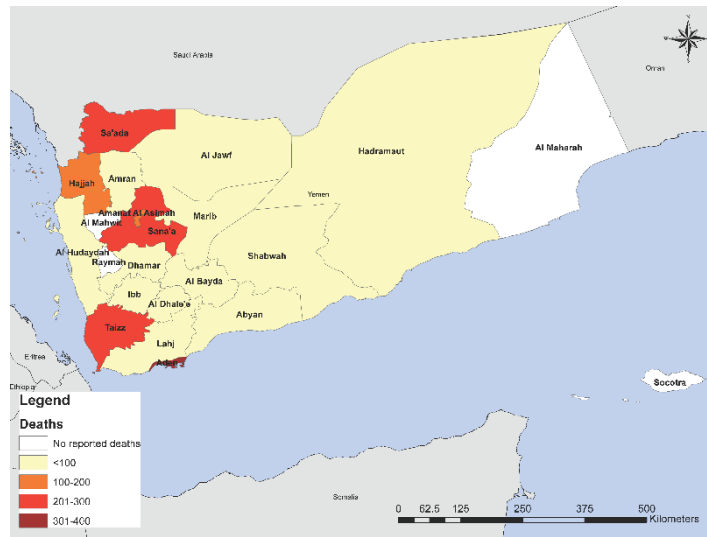 Saudi Arabia
Oman
Sa'ada
Al Jawf
Hadramaut
Al Maharah
Hajjah
Amran
Yemen
Amanat Al Asimah
Marib
Al Mahwit
Sana'a
Al Hudaydah
Raymah
Dhamar
Shabwah
Al Bayda
Ibb
Al Dhale'e
Abyan
Taizz
Lahj
Aden
Eritrea
Ethiopia
Socotra
Somalia
Legend
Deaths
No reported deaths
<100
100-200
201-300
301-400
0 62.5 125 250 375 500
Kilometers